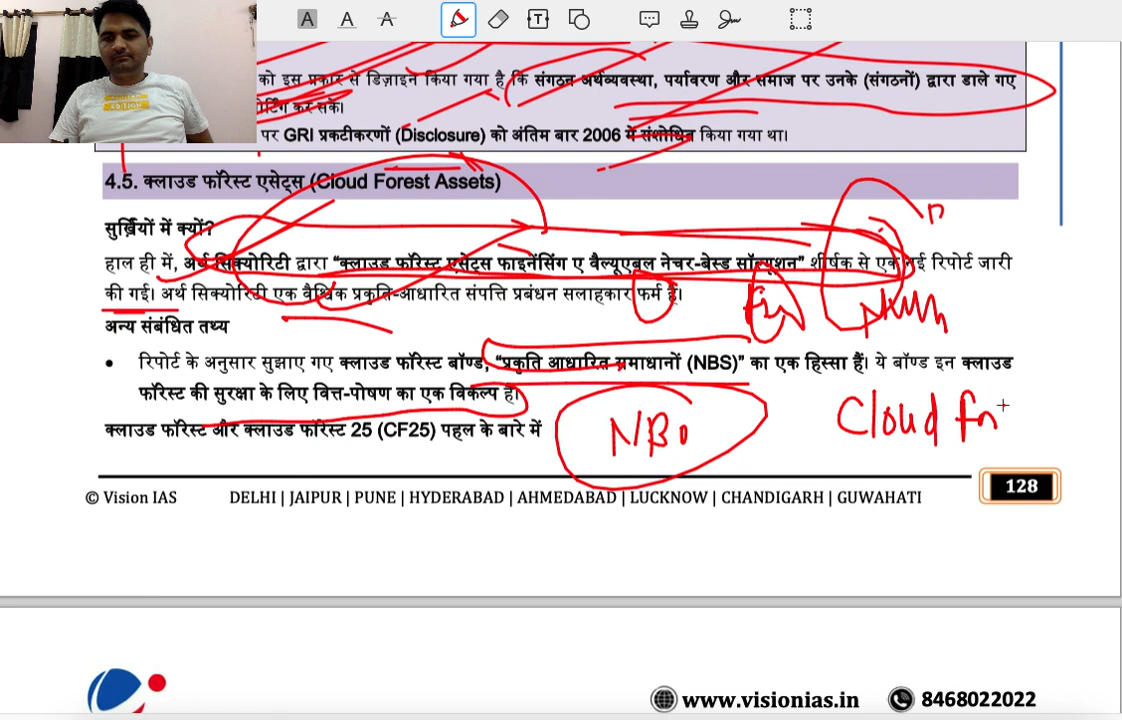 को इस प्रकार से डिज़ाइन किया गया है कि संगठन अर्थव्यवस्था, पर्यावरण और समाज पर उनके (संगठनों) द्वारा डाले गए
कर सकें।
पर GRI प्रकटीकरणों (Disclosure) को अंतिम बार 2006 में संशोधित किया गया था।
4.5. क्लाउड फॉरेस्ट एसेट्स (Cloud Forest Assets)
सुर्ख़ियों में क्यों?
हाल ही में, अर्थ सिक्योरिटी द्वारा “क्लाउड फॉरेस्ट एसेट्स फाइनेंसिंग ए वैल्यूएबल नेचर-बेस्ड सॉल्यूशन” शीर्षक से एक नई रिपोर्ट जारी
की गई। अर्थ सिक्योरिटी एक वैश्विक प्रकृति-आधारित संपत्ति प्रबंधन सलाहकार फर्म है।
अन्य संबंधित तथ्य
• रिपोर्ट के अनुसार सुझाए गए क्लाउड फॉरेस्ट बॉण्ड, “प्रकृति आधारित समाधानों (NBS)” का एक हिस्सा हैं। ये बॉण्ड इन क्लाउड
फॉरेस्ट की सुरक्षा के लिए वित्त-पोषण का एक विकल्प हैं।
Cloud
क्लाउड फॉरेस्ट और क्लाउड फॉरेस्ट 25 (CF25) पहल के बारे में
© Vision IAS DELHI | JAIPUR | PUNE | HYDERABAD | AHMEDABAD | LUCKNOW | CHANDIGARH | GUWAHATI 128
www.visionias.in 8468022022